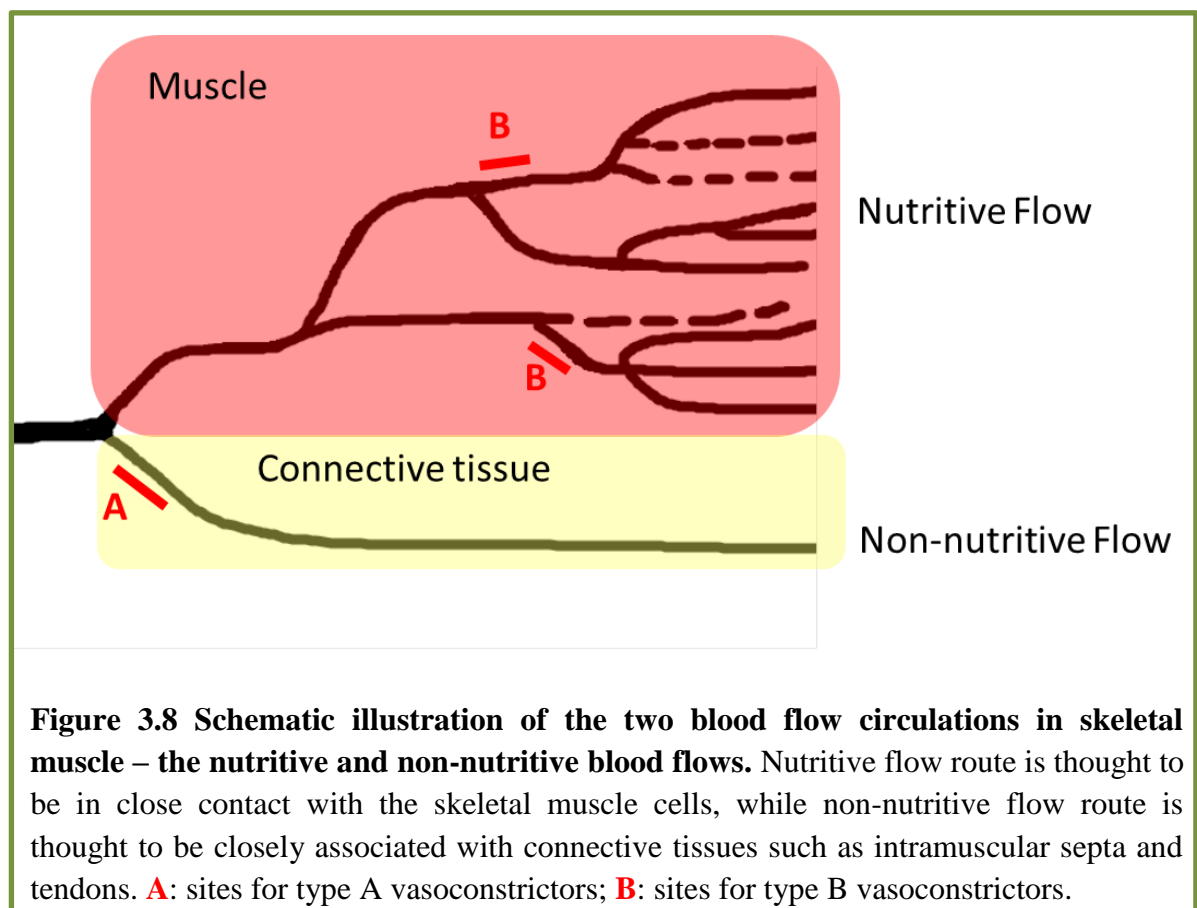 Muscle
B
Nutritive Flow
B
Connective tissue
A
Non-nutritive Flow
Figure 3.8 Schematic illustration of the two blood flow circulations in skeletal
muscle – the nutritive and non-nutritive blood flows. Nutritive flow route is thought to
be in close contact with the skeletal muscle cells, while non-nutritive flow route is
thought to be closely associated with connective tissues such as intramuscular septa and
tendons. A: sites for type A vasoconstrictors; B: sites for type B vasoconstrictors.